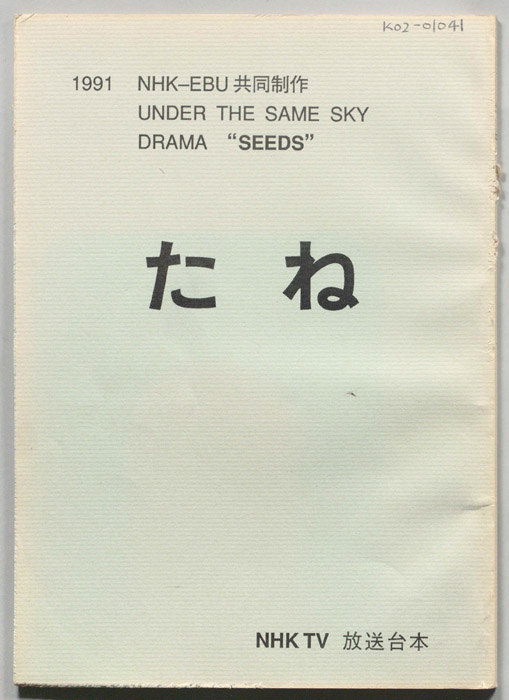 K02-01041
1991 NHK–EBU 共同制作
UNDER THE SAME SKY
DRAMA “SEEDS”
たね
NHK TV 放送台本